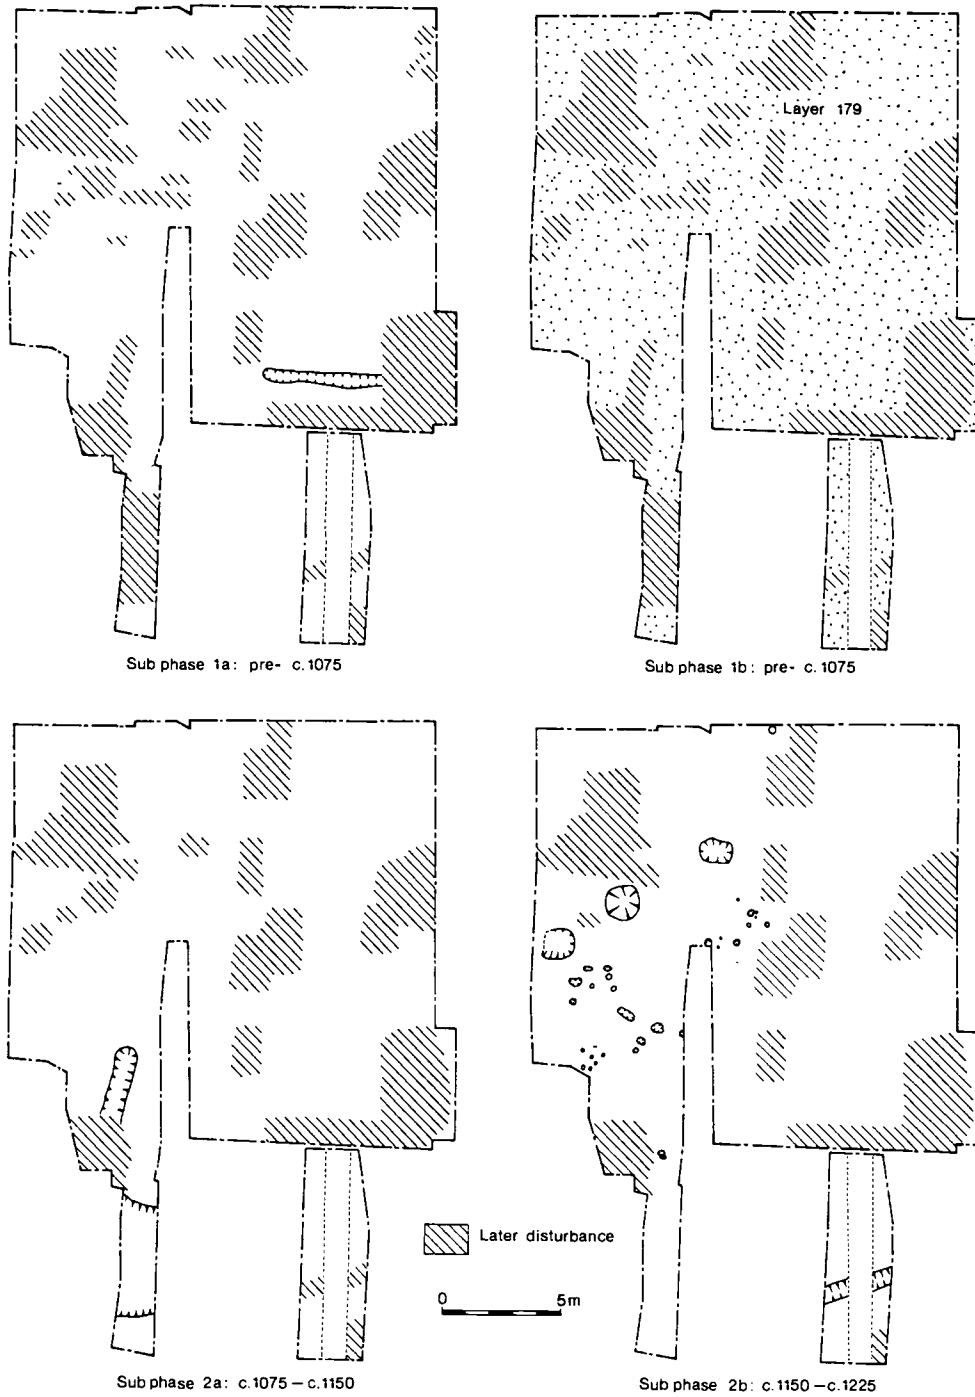 Layer 179
Sub phase 1a: pre- c.1075
Sub phase 1b: pre- c.1075
Later disturbance
0 5m
Sub phase 2a: c.1075 – c.1150
Sub phase 2b: c.1150 – c.1225